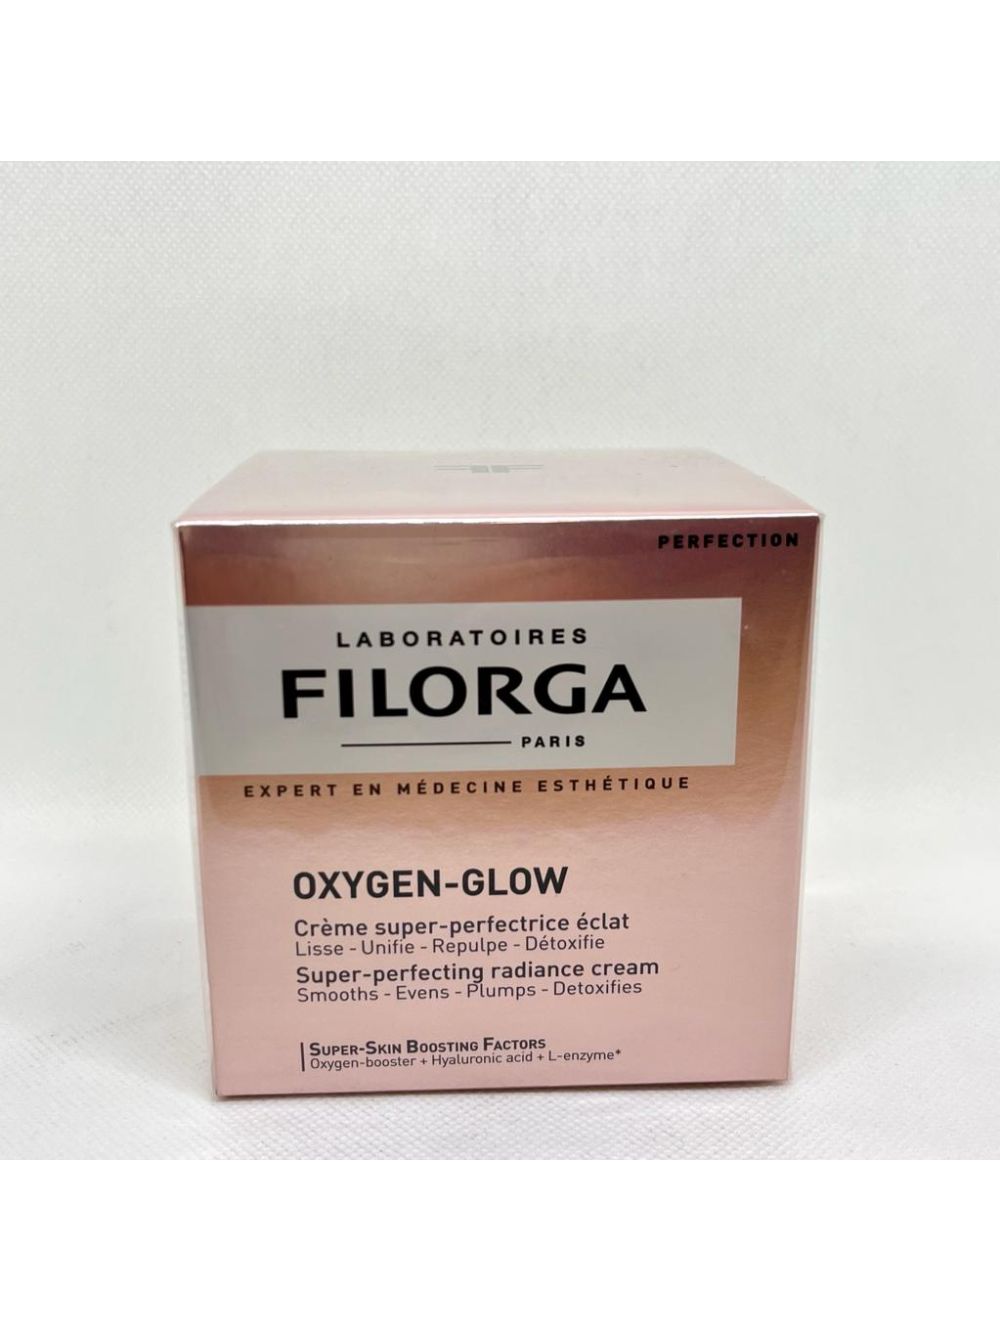 PERFECTION
LABORATOIRES
FILORGA
PARIS
EXPERT EN MÉDECINE ESTHÉTIQUE
OXYGEN-GLOW
Crème super-perfectrice éclat
Lisse - Unifie - Repulpe - Détoxifie
Super-perfecting radiance cream
Smooths - Evens - Plumps - Detoxifies
SUPER-SKIN BOOSTING FACTORS
Oxygen-booster + Hyaluronic acid + L-enzyme*